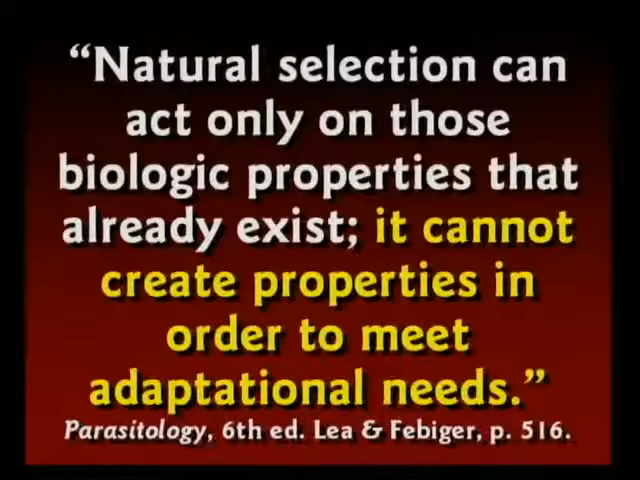 “Natural selection can
act only on those
biologic properties that
already exist; it cannot
create properties in
order to meet
adaptational needs.”
Parasitology, 6th ed. Lea & Febiger, p. 516.